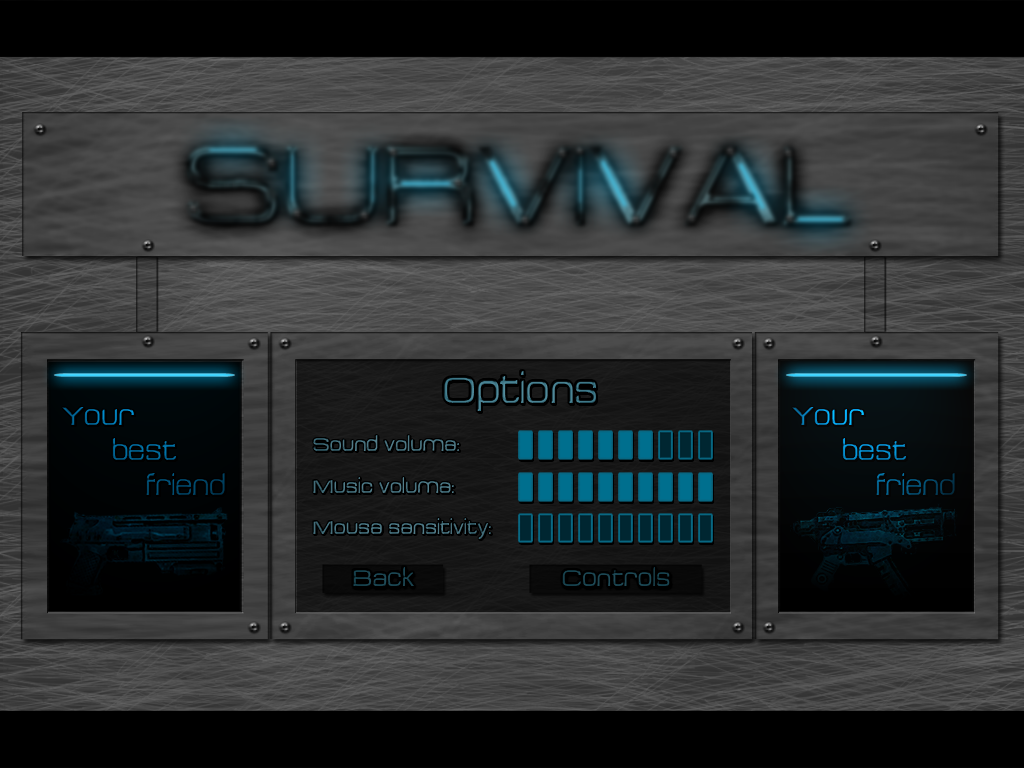 SURVIVAL
Your
best
friend
Options
Sound volume:
Music volume:
Mouse sensitivity:
Back
Controls
Your
best
friend